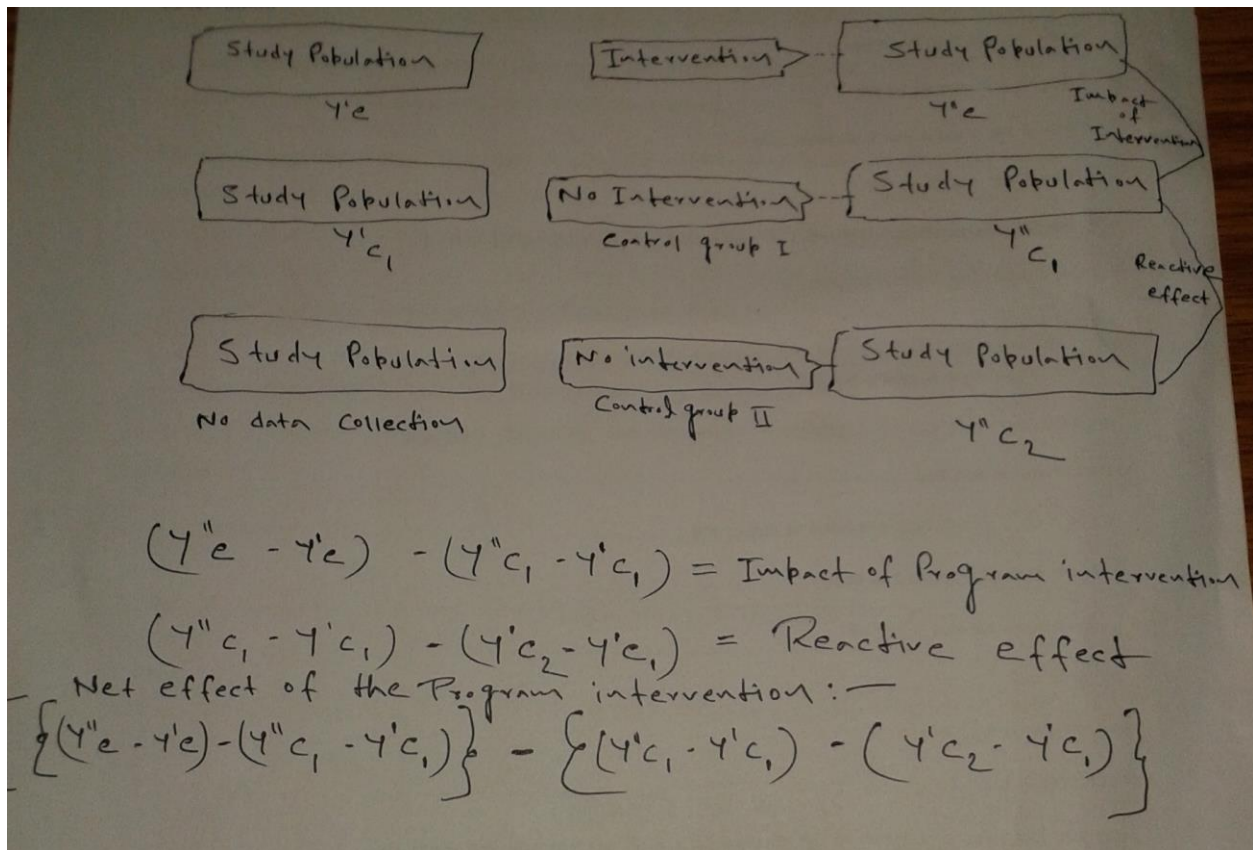 Study Population
Intervention
Study Population
Y'e
Y"e
Impact
of
Intervention
Study Population
No Intervention
Study Population
Y'c₁
Control group I
Y"c₁
Reactive
effect
Study Population
No intervention
Study Population
No data Collection
Control group II
Y"c₂
(Y"e - Y'e) - (Y"c₁ - Y'c₁) = Impact of Program intervention
(Y"c₁ - Y'c₁) - (Y'c₂ - Y'c₁) = Reactive effect
Net effect of the Program intervention :—
{(Y"e - Y'e) - (Y"c₁ - Y'c₁)} - {(Y"c₁ - Y'c₁) - (Y'c₂ - Y'c₁)}